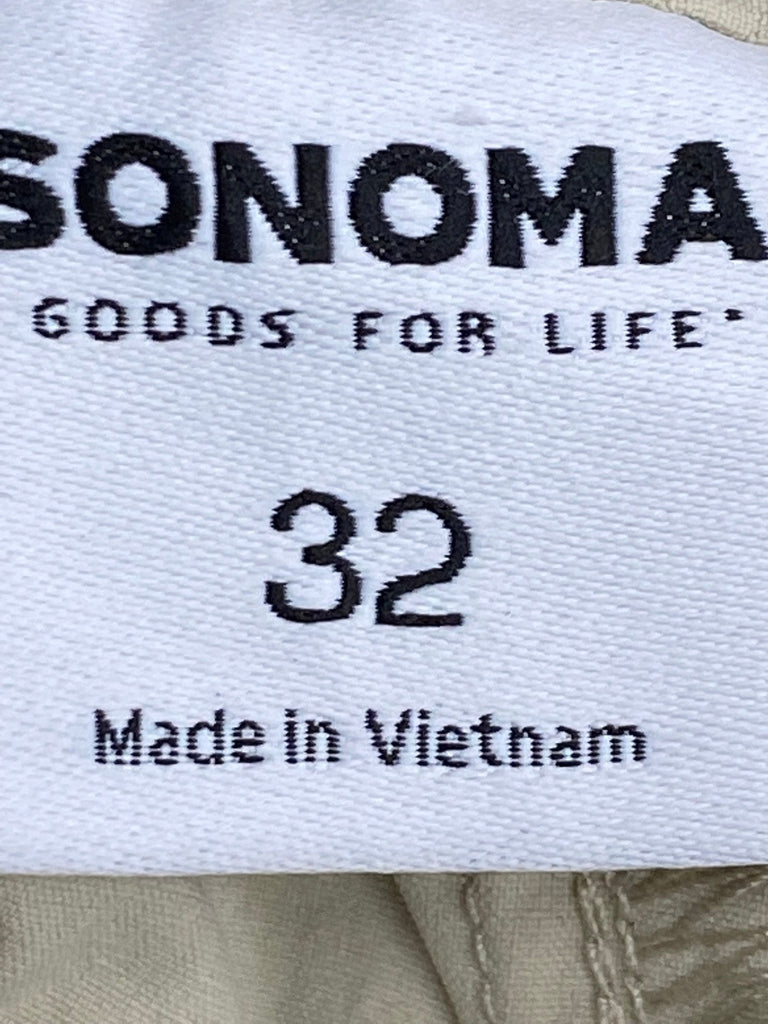 SONOMA
GOODS FOR LIFE
32
Made in Vietnam